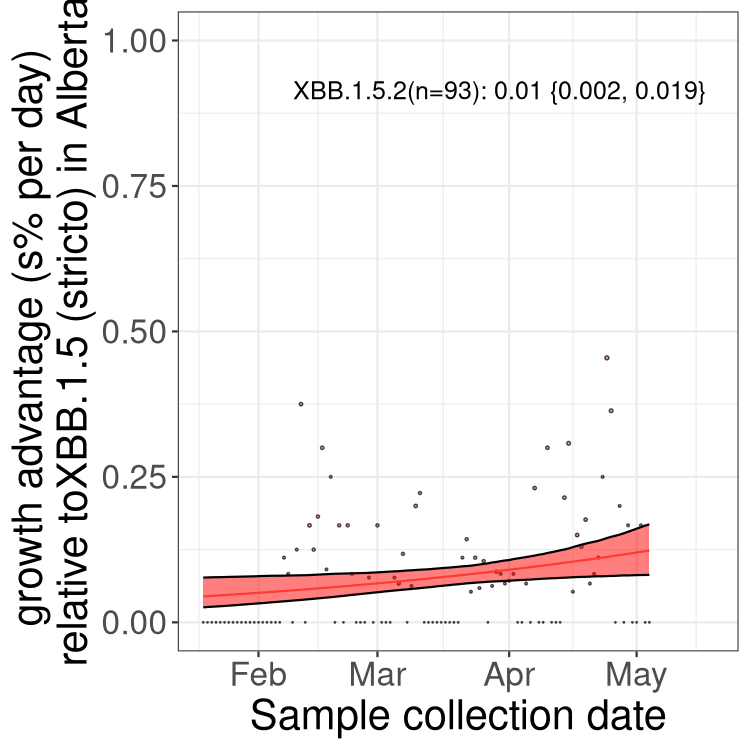 growth advantage (s% per day)
relative toXBB.1.5 (stricto) in Alberta
1.00
0.75
0.50
0.25
0.00
XBB.1.5.2(n=93): 0.01 {0.002, 0.019}
Feb Mar Apr May
Sample collection date